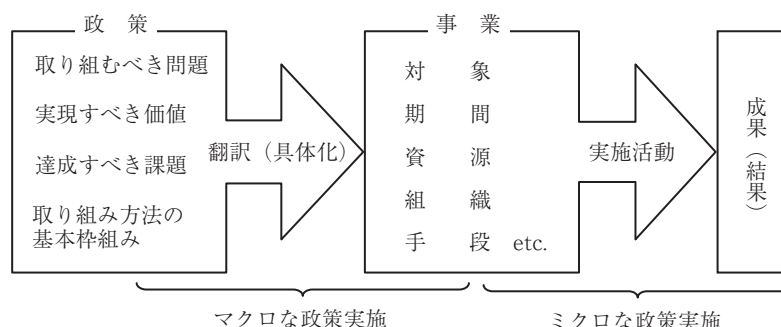 政策
取り組むべき問題
実現すべき価値
達成すべき課題
取り組み方法の
基本枠組み
翻訳（具体化）
事業
対象
期間
資源
組織
手段 etc.
実施活動
成果（結果）
マクロな政策実施
ミクロな政策実施